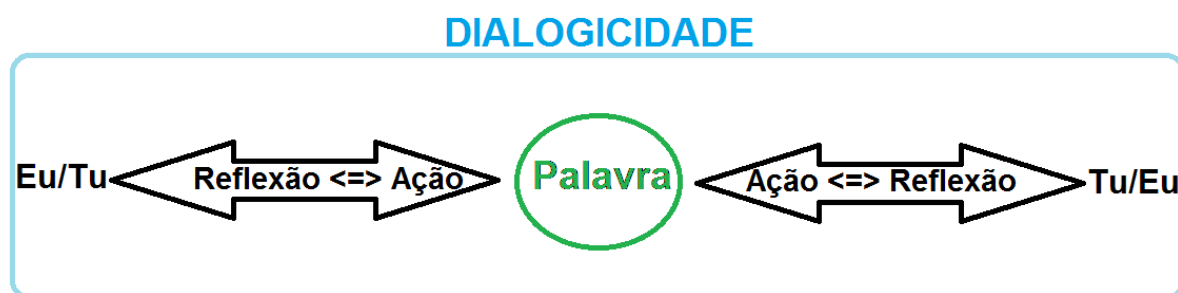 DIALOGICIDADE
Eu/Tu Reflexão <=> Ação Palavra Ação <=> Reflexão Tu/Eu